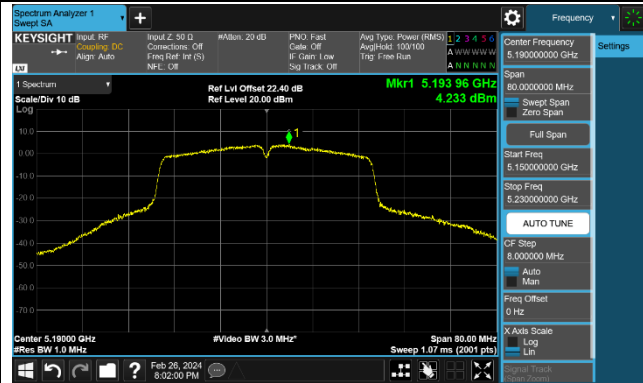 Spectrum Analyzer 1
Swept SA
Frequency
KEYSIGHT
Input: RF
Coupling: DC
Align: Auto
Input Z: 50 Ω
Corrections: Off
Freq Ref: Int (S)
NFE: Off
#Atten: 20 dB
PNO: Fast
Gate: Off
IF Gain: Low
Sig Track: Off
Avg Type: Power (RMS)
Avg|Hold: 100/100
Trig: Free Run
1 2 3 4 5 6
A W W W W W
A N N N N N
LXI
1 Spectrum
Scale/Div 10 dB
Log
Ref Lvl Offset 22.40 dB
Ref Level 20.00 dBm
Mkr1 5.193 96 GHz
4.233 dBm
1
10.0
0.00
-10.0
-20.0
-30.0
-40.0
-50.0
-60.0
-70.0
Center 5.19000 GHz
#Res BW 1.0 MHz
#Video BW 3.0 MHz*
Span 80.00 MHz
Sweep 1.07 ms (2001 pts)
Center Frequency
5.190000000 GHz
Span
80.0000000 MHz
Swept Span
Zero Span
Full Span
Start Freq
5.150000000 GHz
Stop Freq
5.230000000 GHz
AUTO TUNE
CF Step
8.000000 MHz
Auto
Man
Freq Offset
0 Hz
X Axis Scale
Log
Lin
Signal Track
(Span Zoom)
Settings
Feb 26, 2024
8:02:00 PM